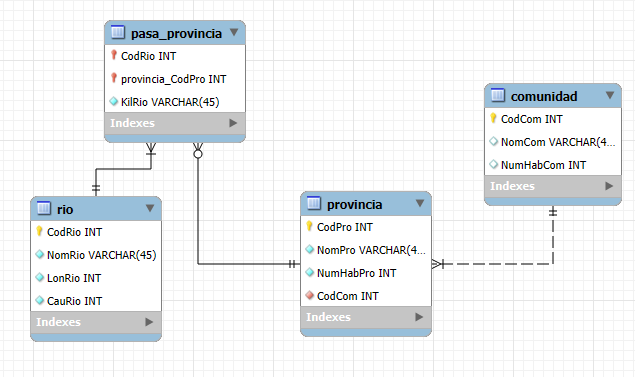 pasa_provincia
CodRio INT
provincia_CodPro INT
KilRio VARCHAR(45)
Indexes
comunidad
CodCom INT
NomCom VARCHAR(4...
NumHabCom INT
Indexes
rio
CodRio INT
NomRio VARCHAR(45)
LonRio INT
CauRio INT
Indexes
provincia
CodPro INT
NomPro VARCHAR(4...
NumHabPro INT
CodCom INT
Indexes